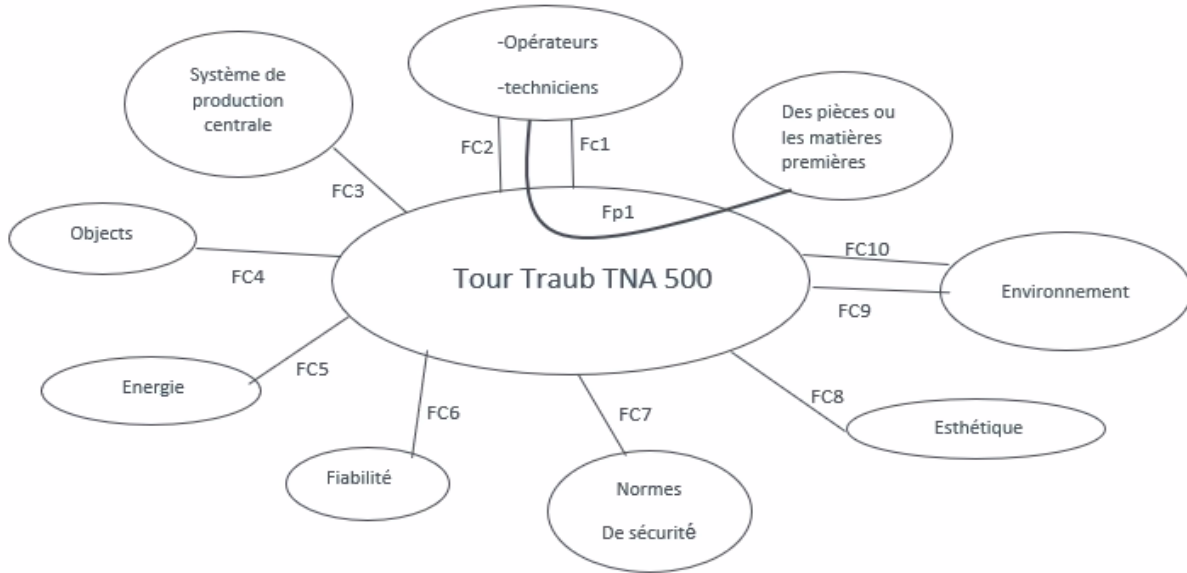 -Opérateurs
-techniciens
Système de
production
centrale
Des pièces ou
les matières
premières
FC2
Fc1
FC3
Fp1
Objects
FC4
Tour Traub TNA 500
FC10
Environnement
FC9
Energie
FC5
FC6
FC7
FC8
Esthétique
Fiabilité
Normes
De sécurité